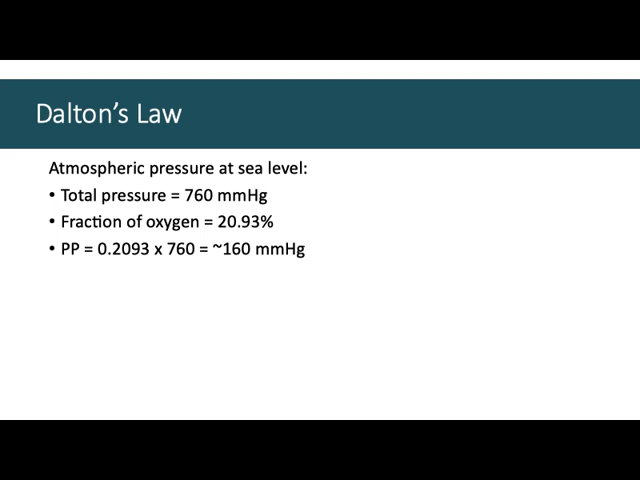 Dalton’s Law
Atmospheric pressure at sea level:
• Total pressure = 760 mmHg
• Fraction of oxygen = 20.93%
• PP = 0.2093 x 760 = ~160 mmHg